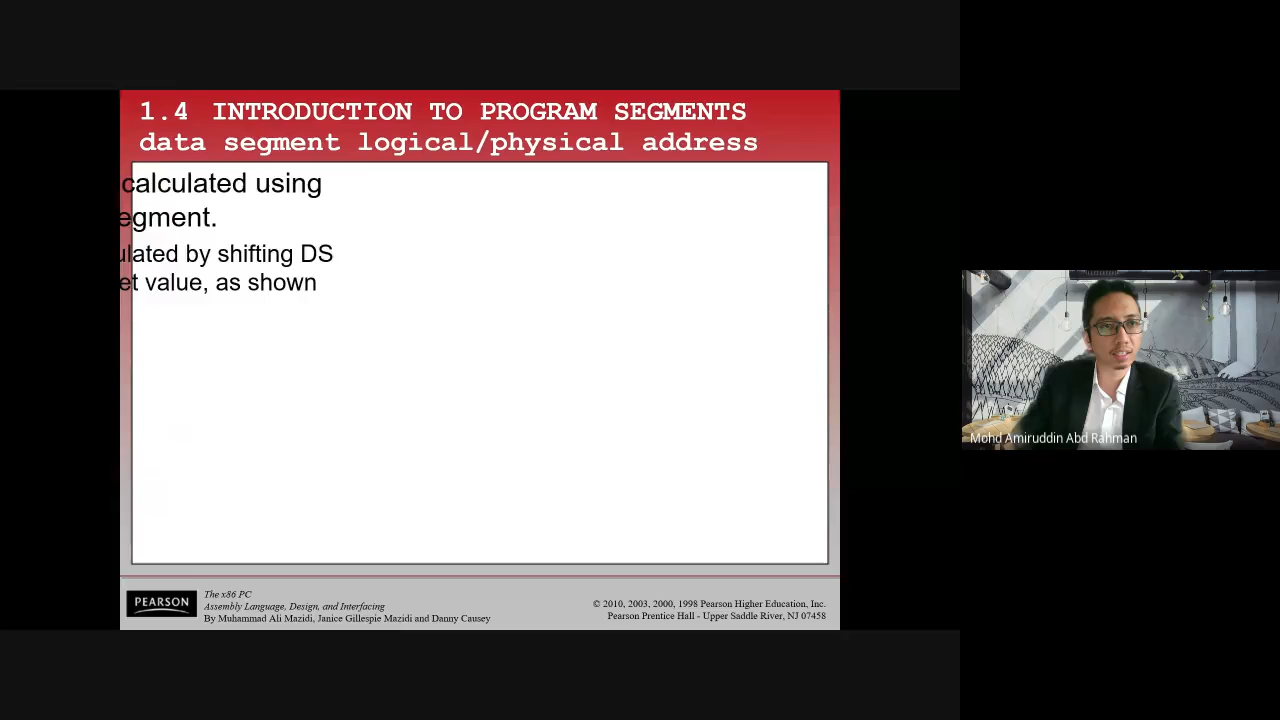 1.4 INTRODUCTION TO PROGRAM SEGMENTS
data segment logical/physical address
calculated using
egment.
ulated by shifting DS
et value, as shown
Mohd Amiruddin Abd Rahman
PEARSON
The x86 PC
Assembly Language, Design, and Interfacing
By Muhammad Ali Mazidi, Janice Gillespie Mazidi and Danny Causey
© 2010, 2003, 2000, 1998 Pearson Higher Education, Inc.
Pearson Prentice Hall - Upper Saddle River, NJ 07458